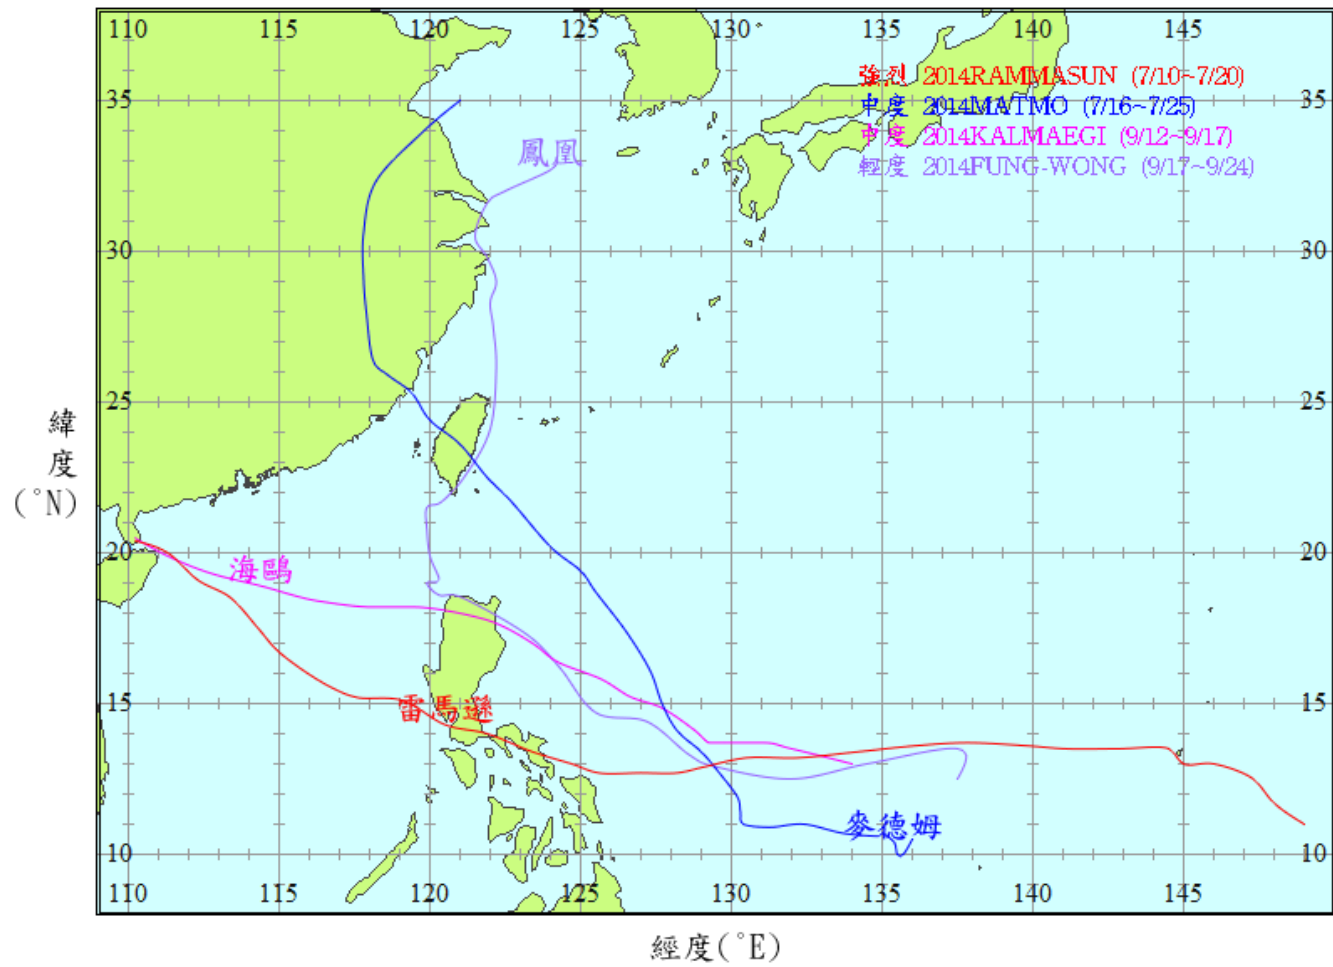 110 115 120 125 130 135 140 145
強烈 2014RAMMASUN (7/10~7/20)
35 中度 2014MATMO (7/16~7/25) 35
中度 2014KALMAEGI (9/12~9/17)
鳳凰
輕度 2014FUNG-WONG (9/17~9/24)
30 30
25 25
緯度(°N)
20 20
海鷗
15 15
雷馬遜
麥德姆
10 10
110 115 120 125 130 135 140 145
經度(°E)